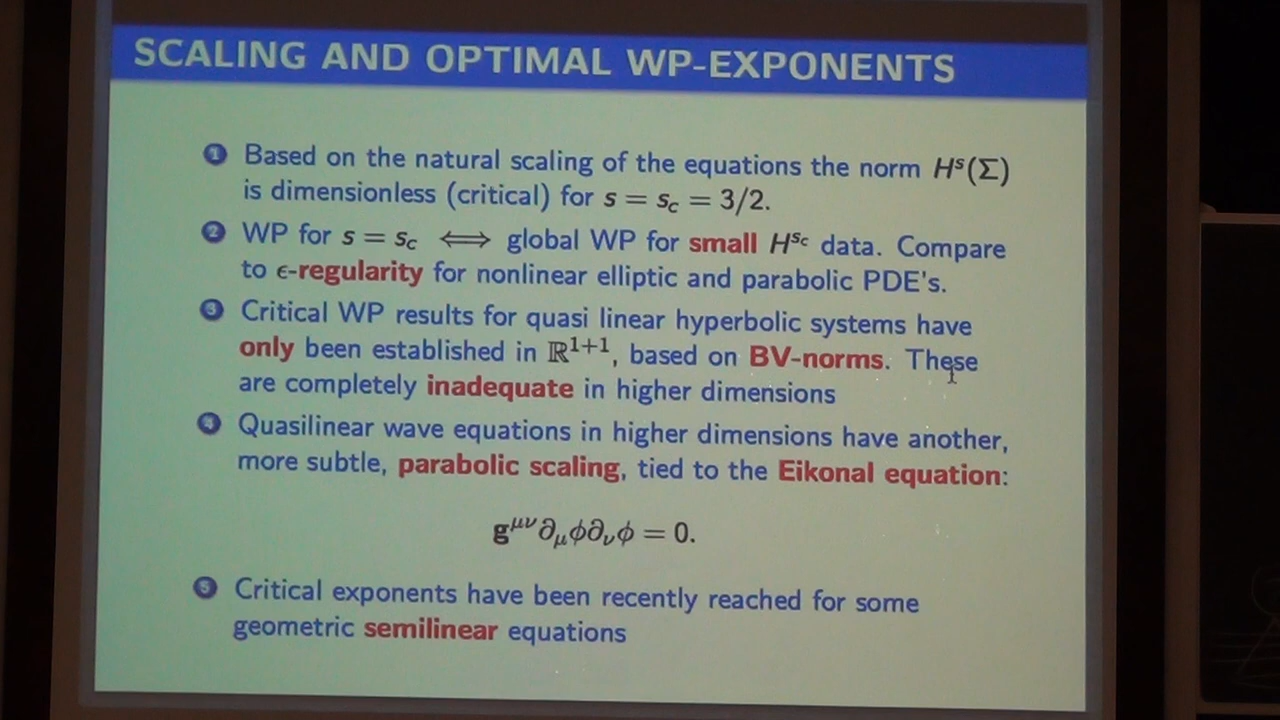 SCALING AND OPTIMAL WP-EXPONENTS
1 Based on the natural scaling of the equations the norm Hˢ(Σ)
is dimensionless (critical) for s = s_c = 3/2.
2 WP for s = s_c ⟺ global WP for small H^{s_c} data. Compare
to ϵ-regularity for nonlinear elliptic and parabolic PDE's.
3 Critical WP results for quasi linear hyperbolic systems have
only been established in ℝ¹⁺¹, based on BV-norms. These
are completely inadequate in higher dimensions
4 Quasilinear wave equations in higher dimensions have another,
more subtle, parabolic scaling, tied to the Eikonal equation:
g^{μν}∂_μϕ∂_νϕ = 0.
5 Critical exponents have been recently reached for some
geometric semilinear equations